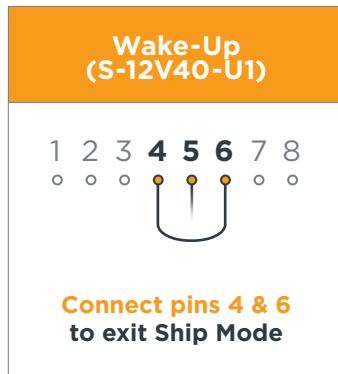 Wake-Up
(S-12V40-U1)
1 2 3 4 5 6 7 8
Connect pins 4 & 6
to exit Ship Mode